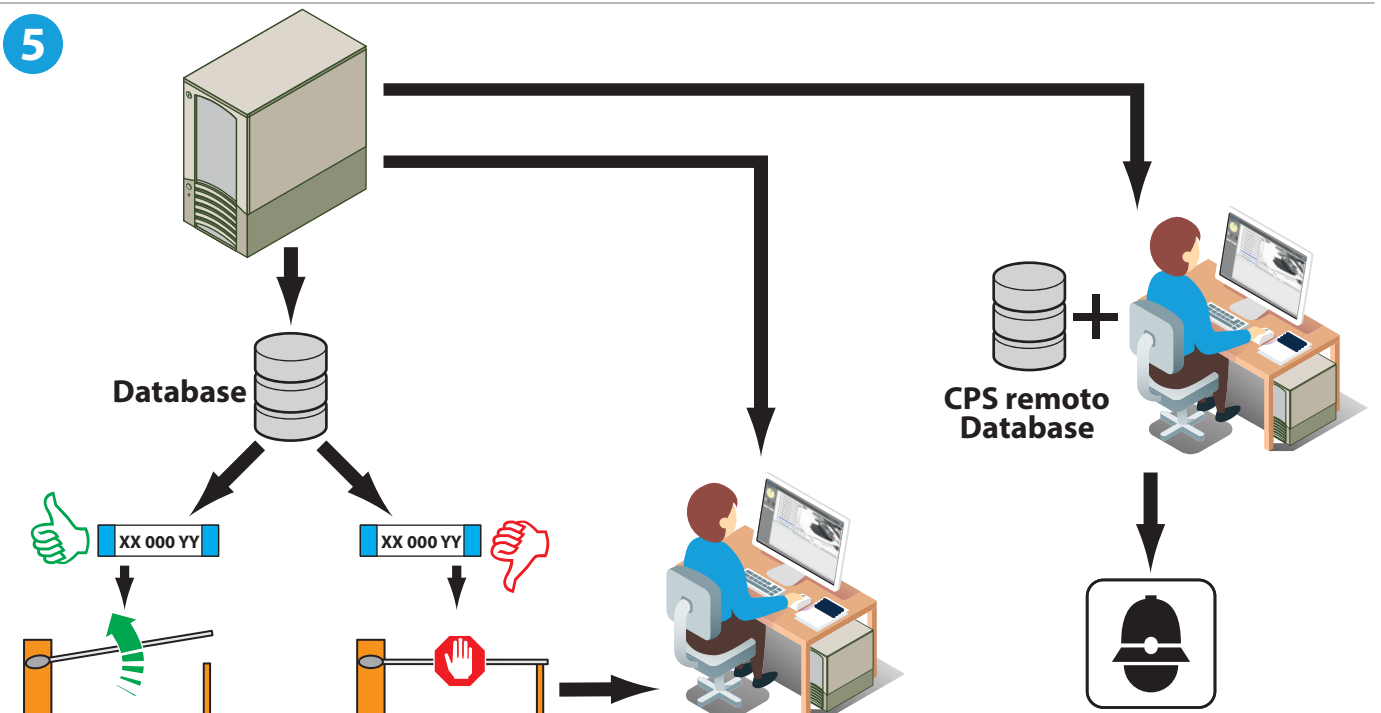 5
Database
CPS remoto
Database
XX 000 YY
XX 000 YY